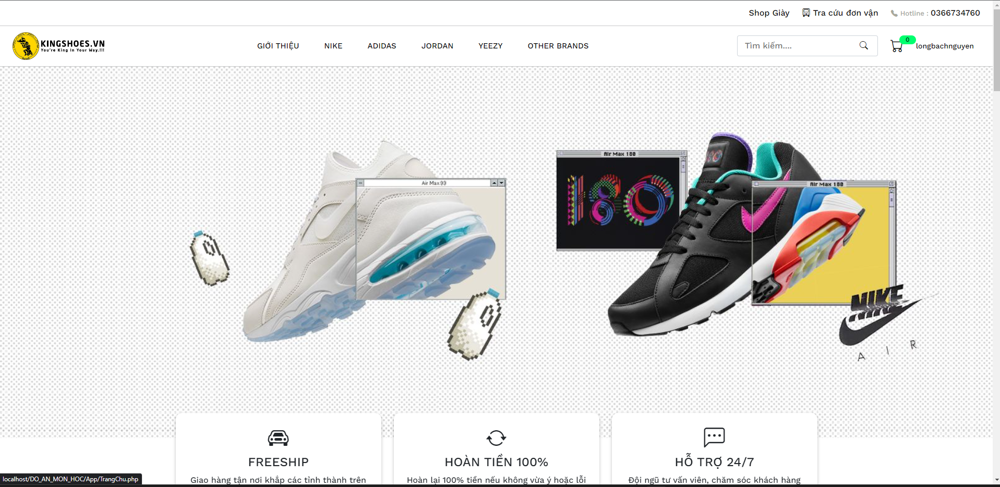 Shop Giày
Tra cứu đơn vận
Hotline : 0366734760
KINGSHOES.VN
You're King In Your Way.!!!
GIỚI THIỆU
NIKE
ADIDAS
JORDAN
YEEZY
OTHER BRANDS
Tìm kiếm....
0
longbachnguyen
Air Max 180
180
180
Air Max 93
Air Max 180
NIKE
AIR
FREESHIP
Giao hàng tận nơi khắp các tỉnh thành trên
HOÀN TIỀN 100%
Hoàn lại 100% tiền nếu không vừa ý hoặc lỗi
HỖ TRỢ 24/7
Đội ngũ tư vấn viên, chăm sóc khách hàng
localhost/DO_AN_MON_HOC/App/TrangChu.php